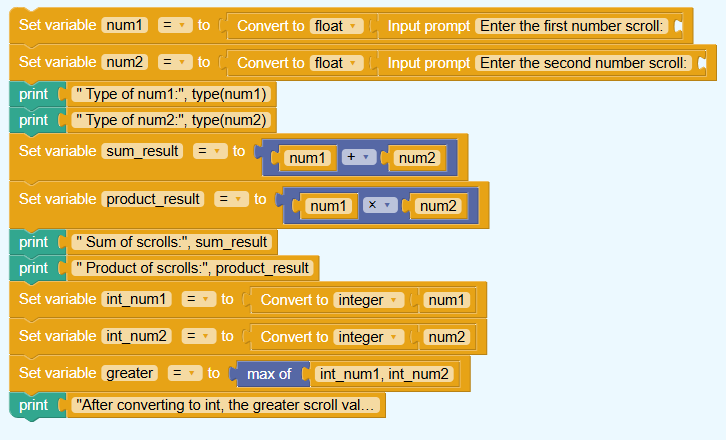 Set variable num1 = to Convert to float Input prompt Enter the first number scroll:
Set variable num2 = to Convert to float Input prompt Enter the second number scroll:
print " Type of num1:", type(num1)
print " Type of num2:", type(num2)
Set variable sum_result = to num1 + num2
Set variable product_result = to num1 × num2
print " Sum of scrolls:", sum_result
print " Product of scrolls:", product_result
Set variable int_num1 = to Convert to integer num1
Set variable int_num2 = to Convert to integer num2
Set variable greater = to max of int_num1, int_num2
print "After converting to int, the greater scroll val...